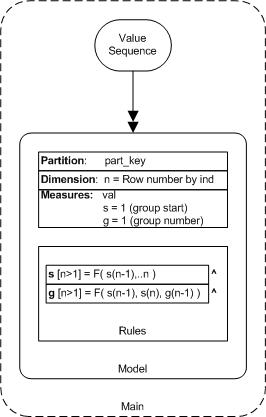 Value
Sequence
Partition: part_key
Dimension: n = Row number by ind
Measures: val
s = 1 (group start)
g = 1 (group number)
s [n>1] = F( s(n-1),..n ) ^
g [n>1] = F( s(n-1), s(n), g(n-1) ) ^
Rules
Model
Main